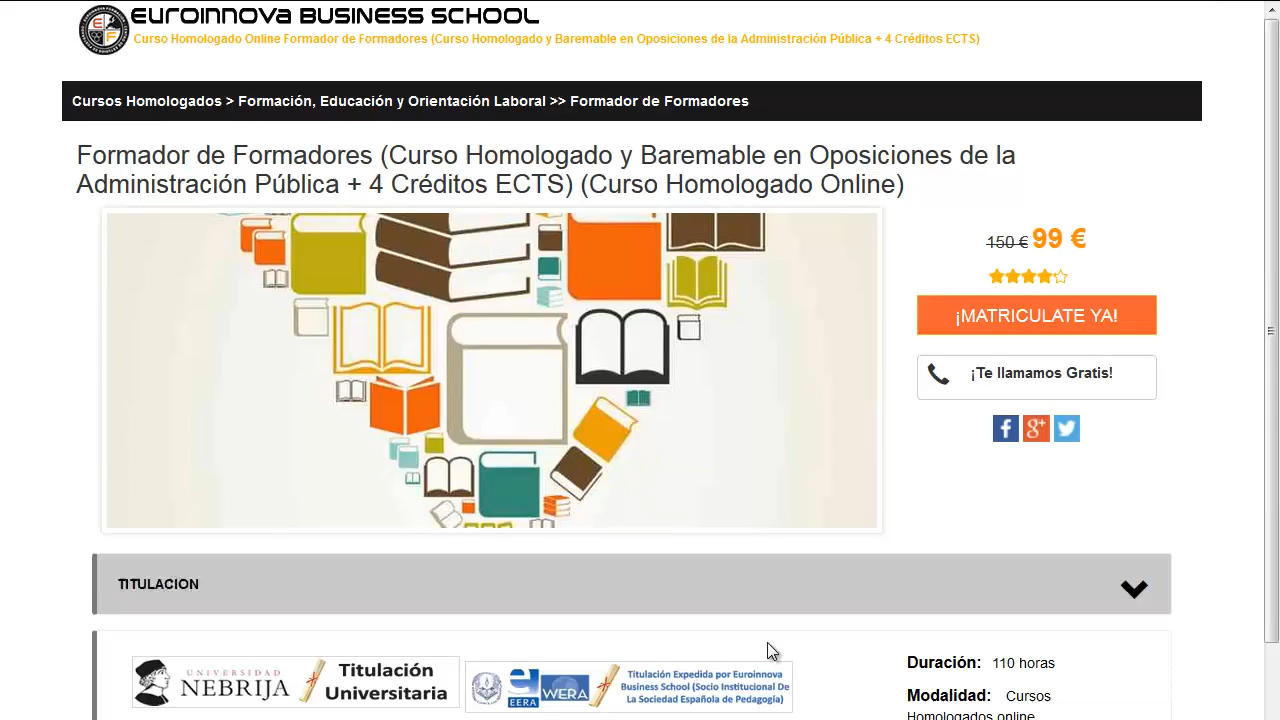 EUROINNOVA BUSINESS SCHOOL
Curso Homologado Online Formador de Formadores (Curso Homologado y Baremable en Oposiciones de la Administración Pública + 4 Créditos ECTS)
Cursos Homologados > Formación, Educación y Orientación Laboral >> Formador de Formadores
Formador de Formadores (Curso Homologado y Baremable en Oposiciones de la
Administración Pública + 4 Créditos ECTS) (Curso Homologado Online)
150 € 99 €
¡MATRICULATE YA!
¡Te llamamos Gratis!
TITULACION
UNIVERSIDAD
NEBRIJA
Titulación
Universitaria
EERA
WERA
Titulación Expedida por Euroinnova
Business School (Socio Institucional De
La Sociedad Española de Pedagogía)
Duración: 110 horas
Modalidad: Cursos
Homologados online